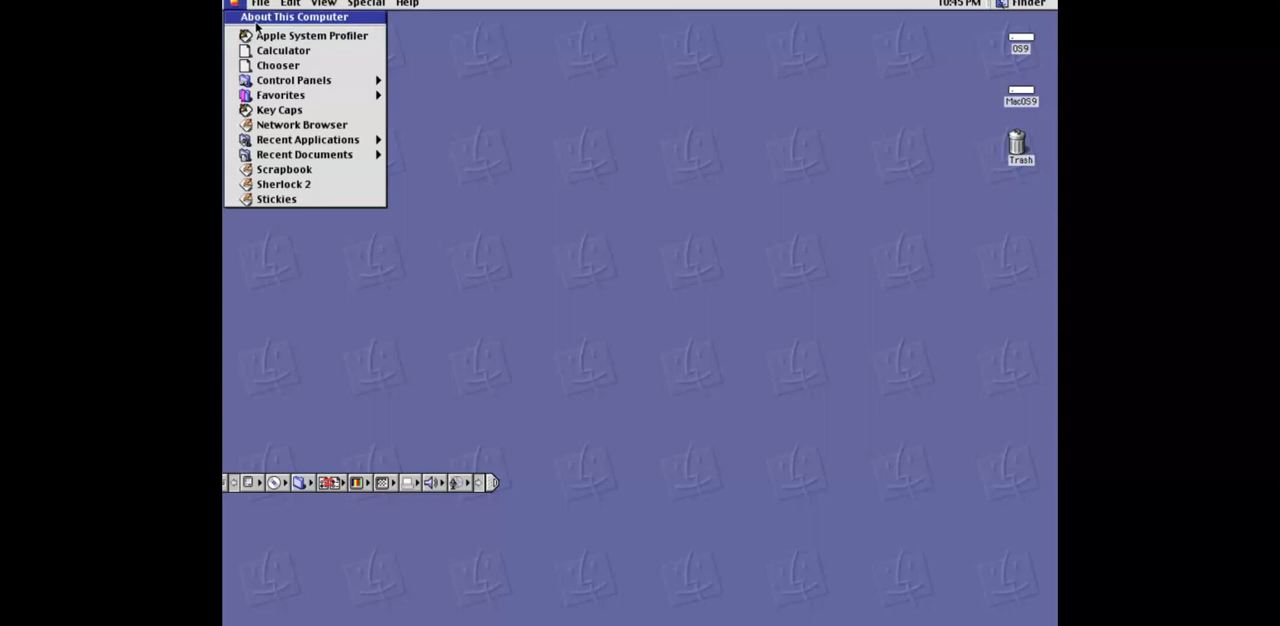 File Edit View Special Help 10:45 PM Finder
About This Computer
Apple System Profiler
Calculator
Chooser
Control Panels
Favorites
Key Caps
Network Browser
Recent Applications
Recent Documents
Scrapbook
Sherlock 2
Stickies
OS9
MacOS9
Trash